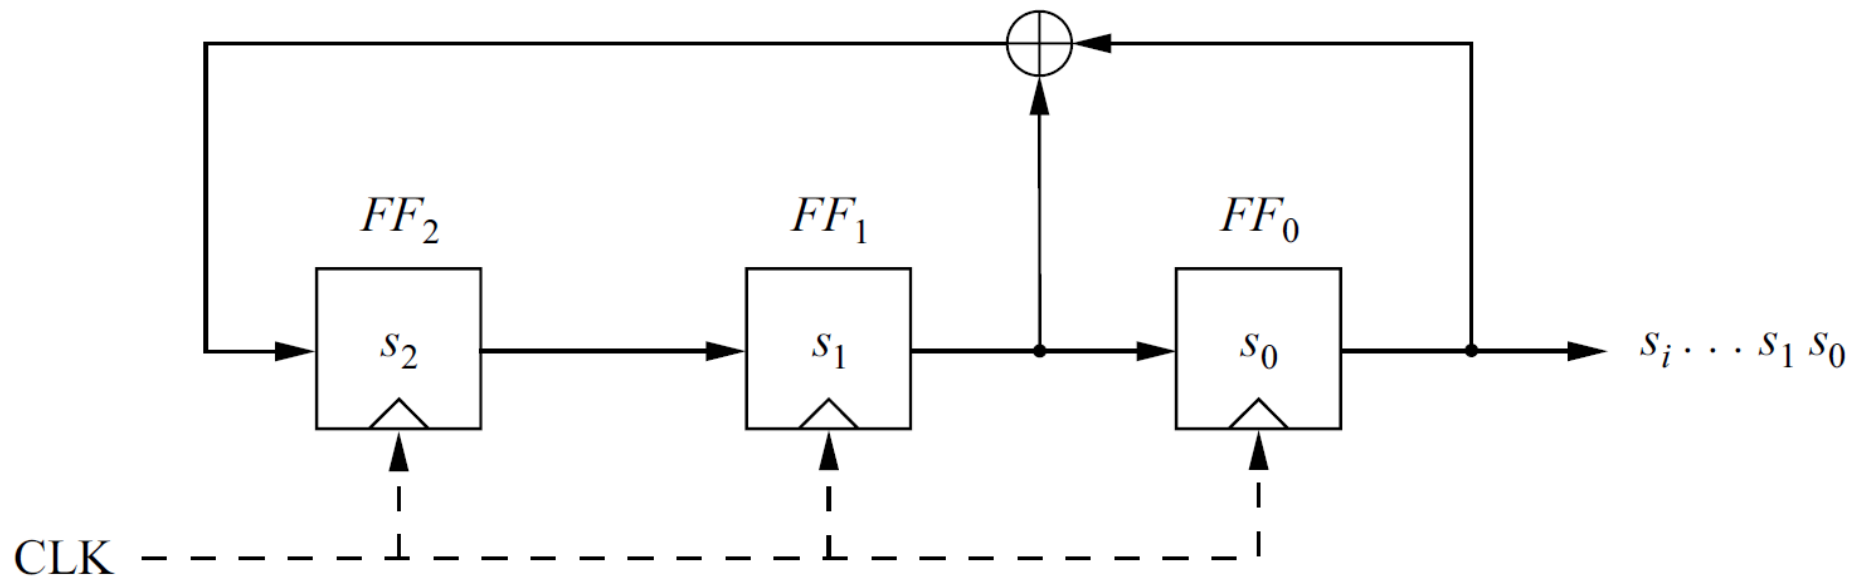 FF₂ FF₁ FF₀
s₂ s₁ s₀ sᵢ . . . s₁ s₀
CLK